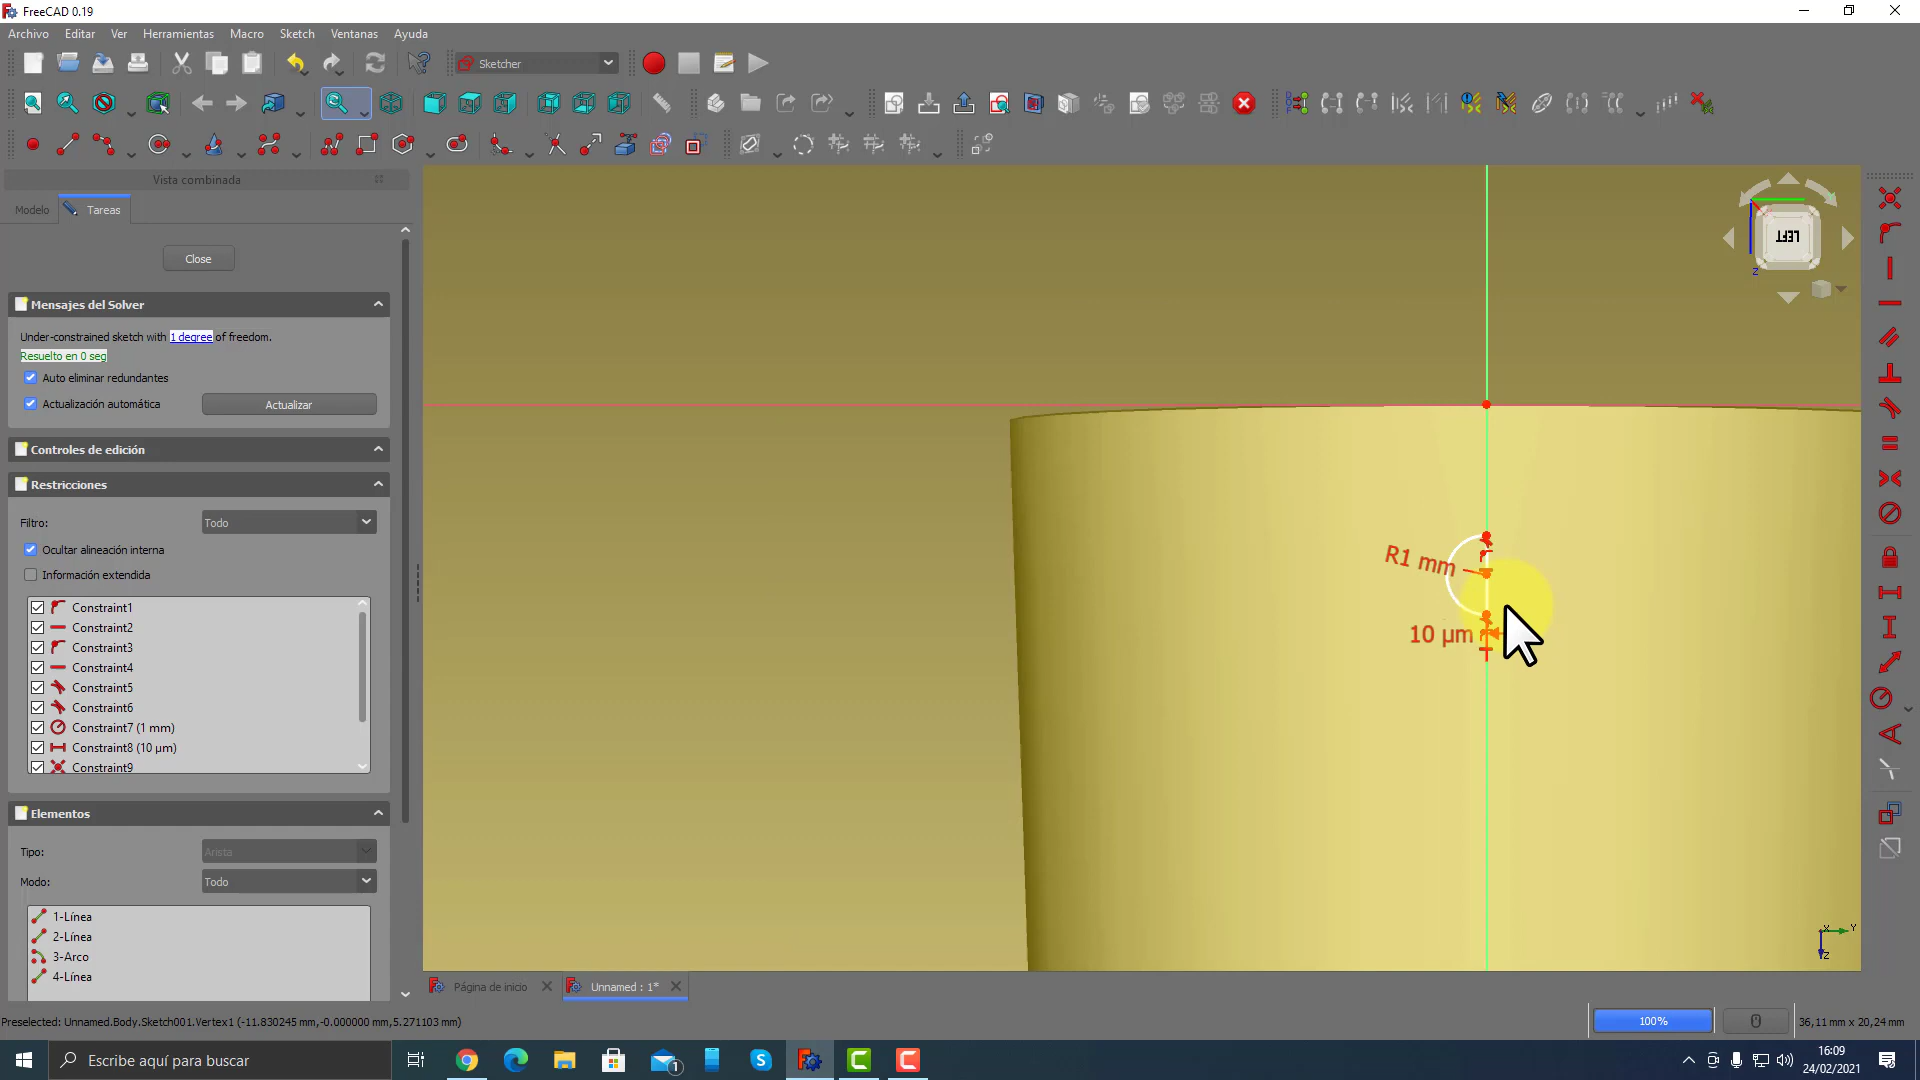 FreeCAD 0.19
Archivo Editar Ver Herramientas Macro Sketch Ventanas Ayuda
Sketcher
Vista combinada
Modelo Tareas
Close
Mensajes del Solver
Under-constrained sketch with 1 degree of freedom.
Resuelto en 0 seg
Auto eliminar redundantes
Actualización automática Actualizar
Controles de edición
Restricciones
Filtro: Todo
Ocultar alineación interna
Información extendida
Constraint1
Constraint2
Constraint3
Constraint4
Constraint5
Constraint6
Constraint7 (1 mm)
Constraint8 (10 µm)
Constraint9
Elementos
Tipo: Arista
Modo: Todo
1-Línea
2-Línea
3-Arco
4-Línea
LEFT
Z
R1 mm
10 µm
X Y
Z
Página de inicio Unnamed : 1*
Preselected: Unnamed.Body.Sketch001.Vertex1 (-11.830245 mm,-0.000000 mm,5.271103 mm)
100% 36,11 mm x 20,24 mm
Escribe aquí para buscar
1
16:09
24/02/2021